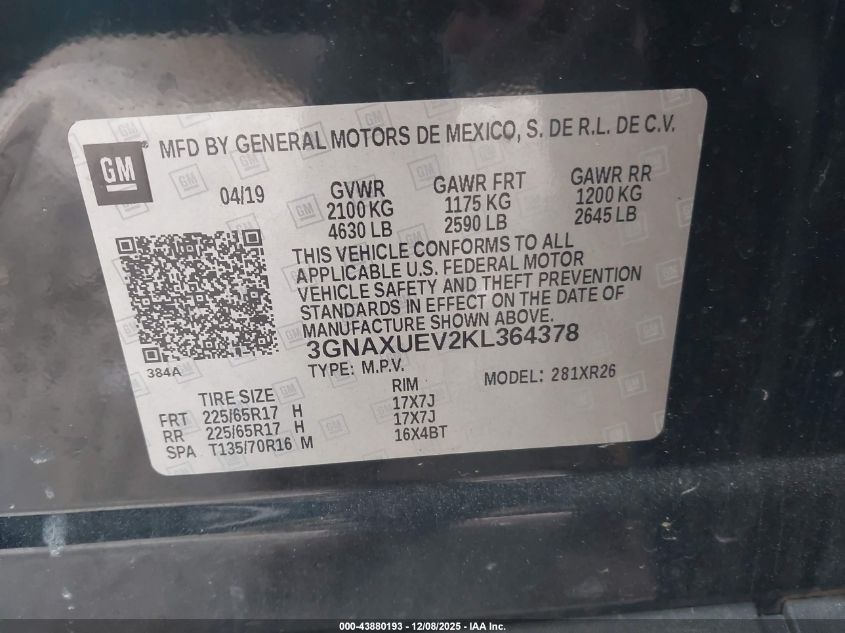 MFD BY GENERAL MOTORS DE MEXICO, S. DE R.L. DE C.V.
GM
04/19 GVWR GAWR FRT GAWR RR
2100 KG 1175 KG 1200 KG
4630 LB 2590 LB 2645 LB
THIS VEHICLE CONFORMS TO ALL
APPLICABLE U.S. FEDERAL MOTOR
VEHICLE SAFETY AND THEFT PREVENTION
STANDARDS IN EFFECT ON THE DATE OF
MANUFACTURE SHOWN ABOVE.
3GNAXUEV2KL364378
384A
TYPE: M.P.V. MODEL: 281XR26
TIRE SIZE RIM
FRT 225/65R17 H 17X7J
RR 225/65R17 H 17X7J
SPA T135/70R16 M 16X4BT
000-43880193 - 12/08/2025 - IAA Inc.